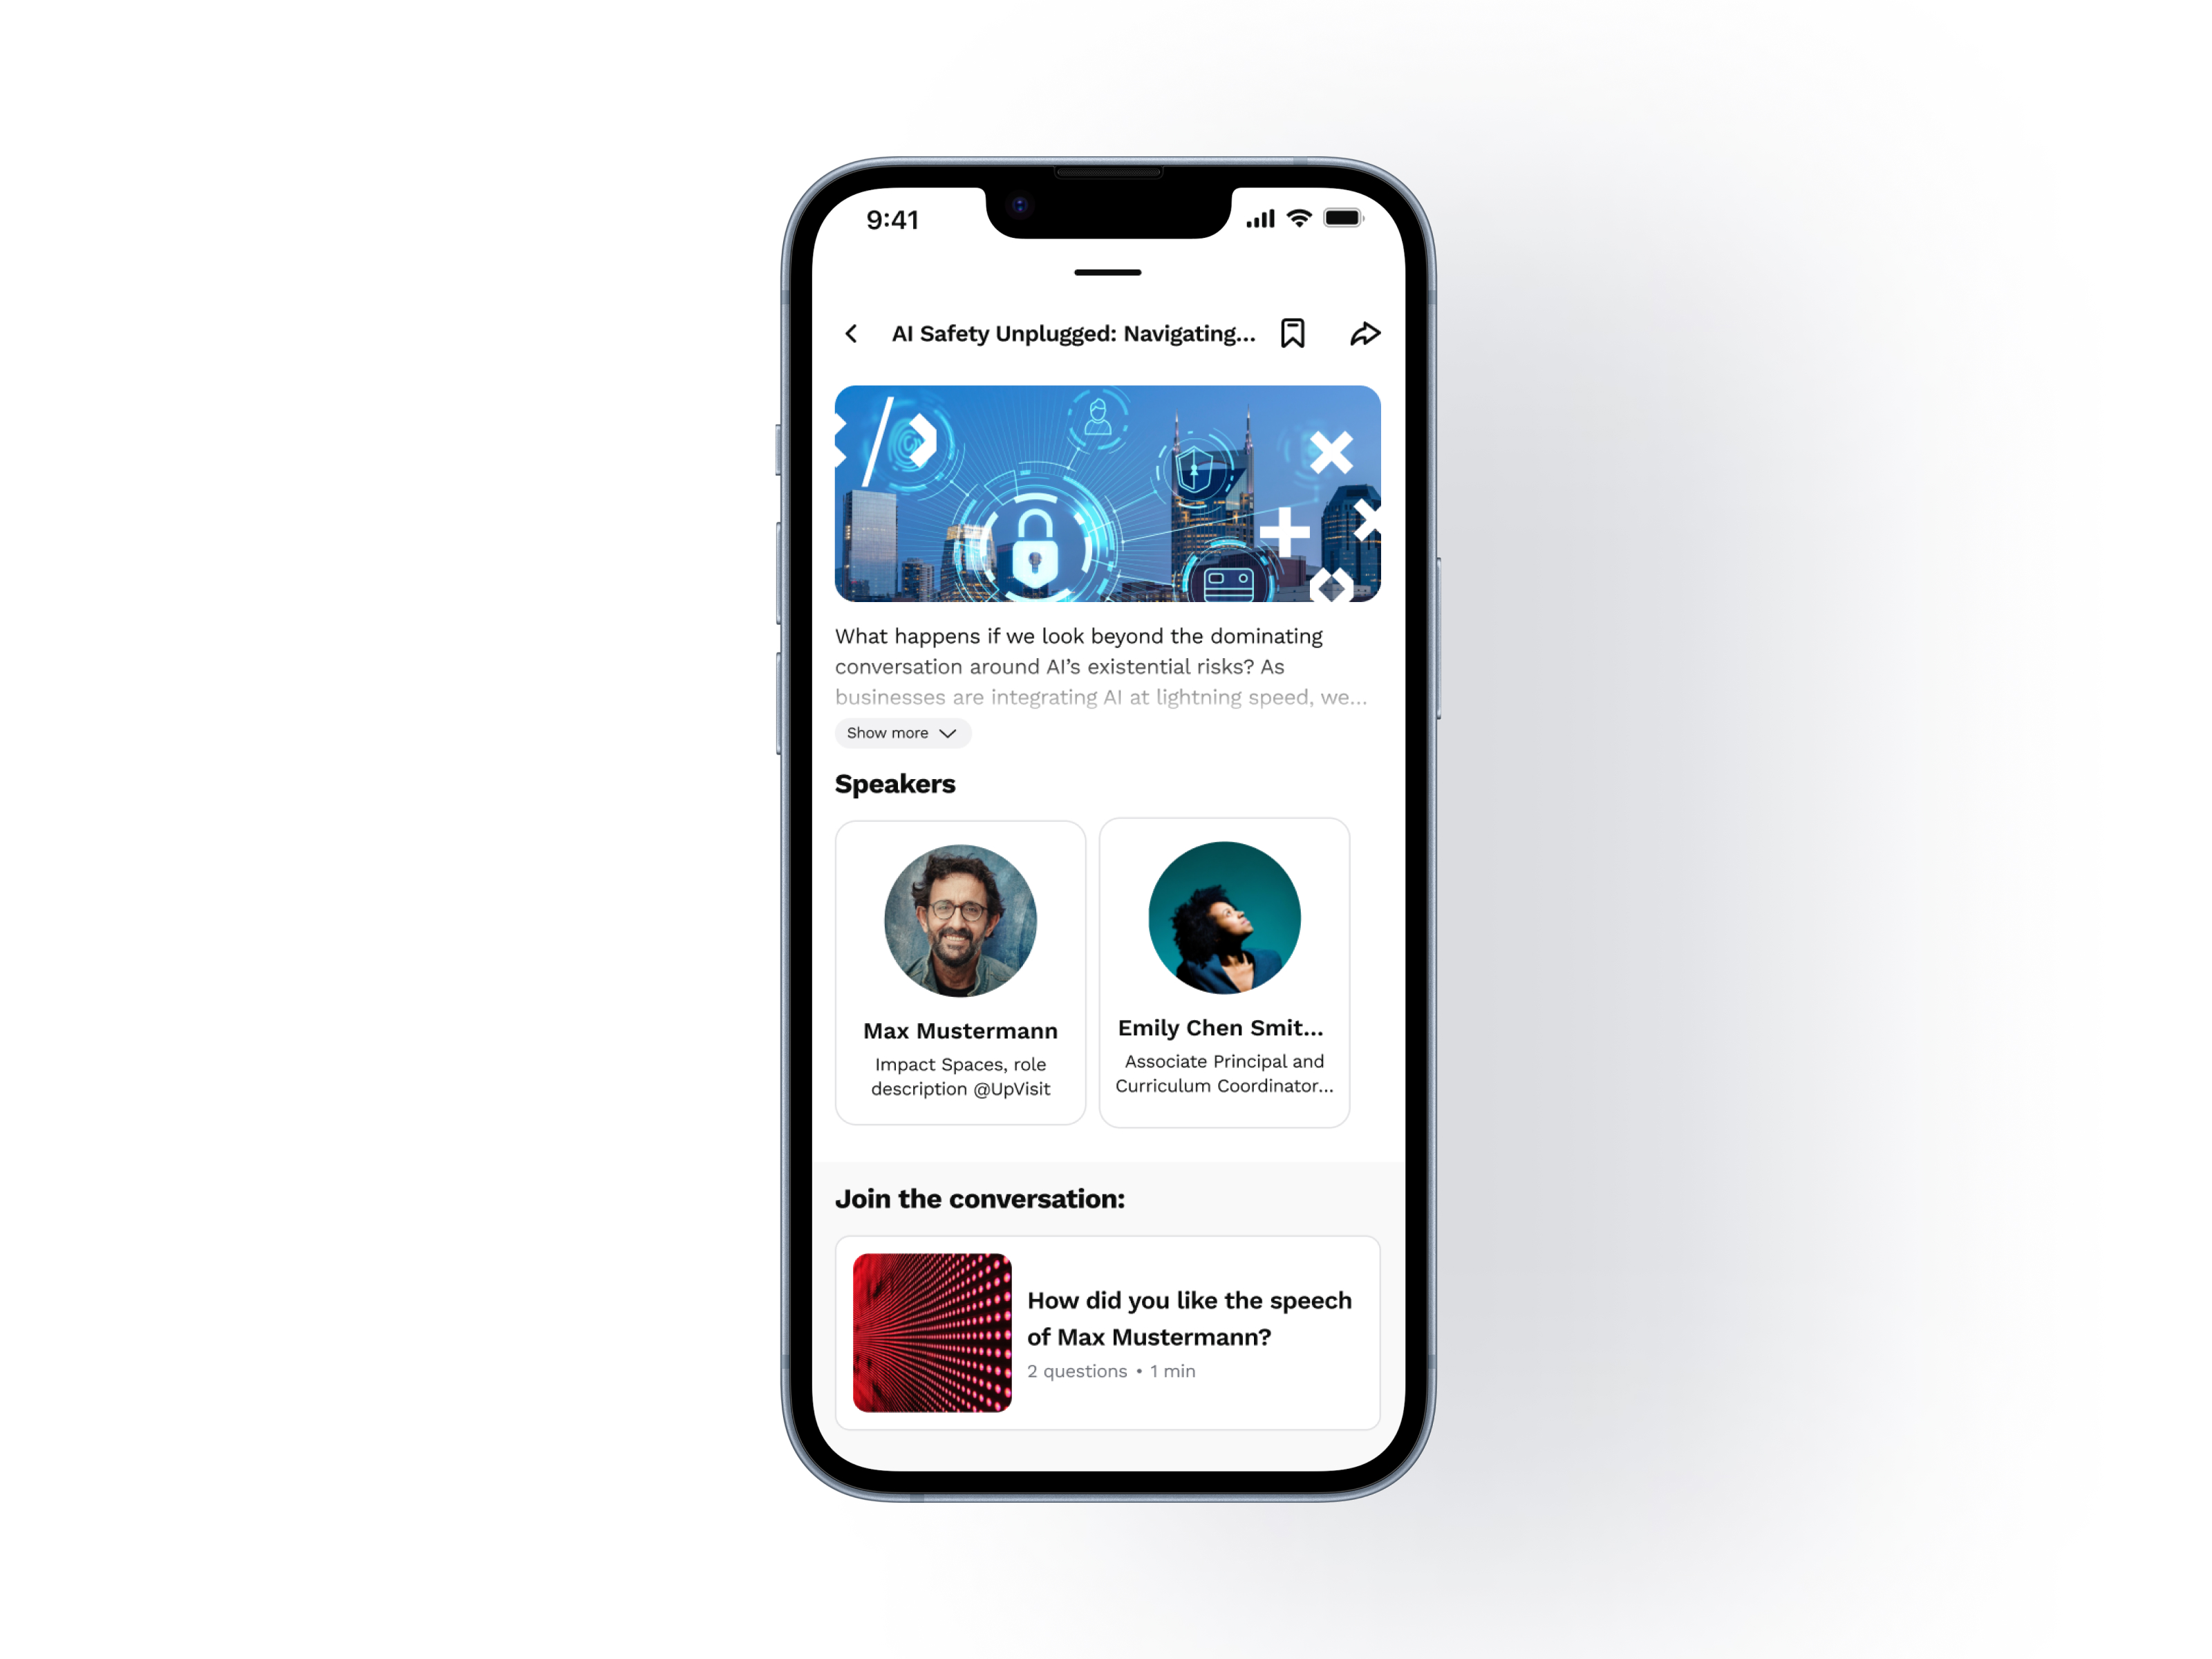 9:41
AI Safety Unplugged: Navigating...
What happens if we look beyond the dominating
conversation around AI’s existential risks? As
businesses are integrating AI at lightning speed, we...
Show more
Speakers
Max Mustermann
Impact Spaces, role
description @UpVisit
Emily Chen Smit...
Associate Principal and
Curriculum Coordinator...
Join the conversation:
How did you like the speech
of Max Mustermann?
2 questions • 1 min